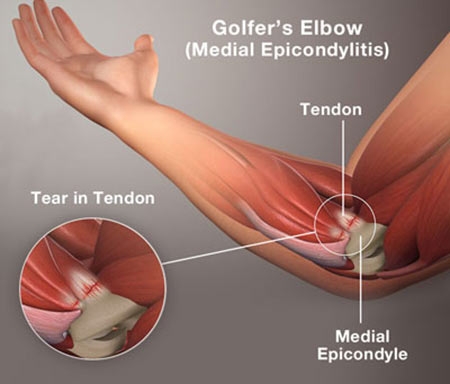 Golfer's Elbow
(Medial Epicondylitis)
Tendon
Tear in Tendon
Medial
Epicondyle